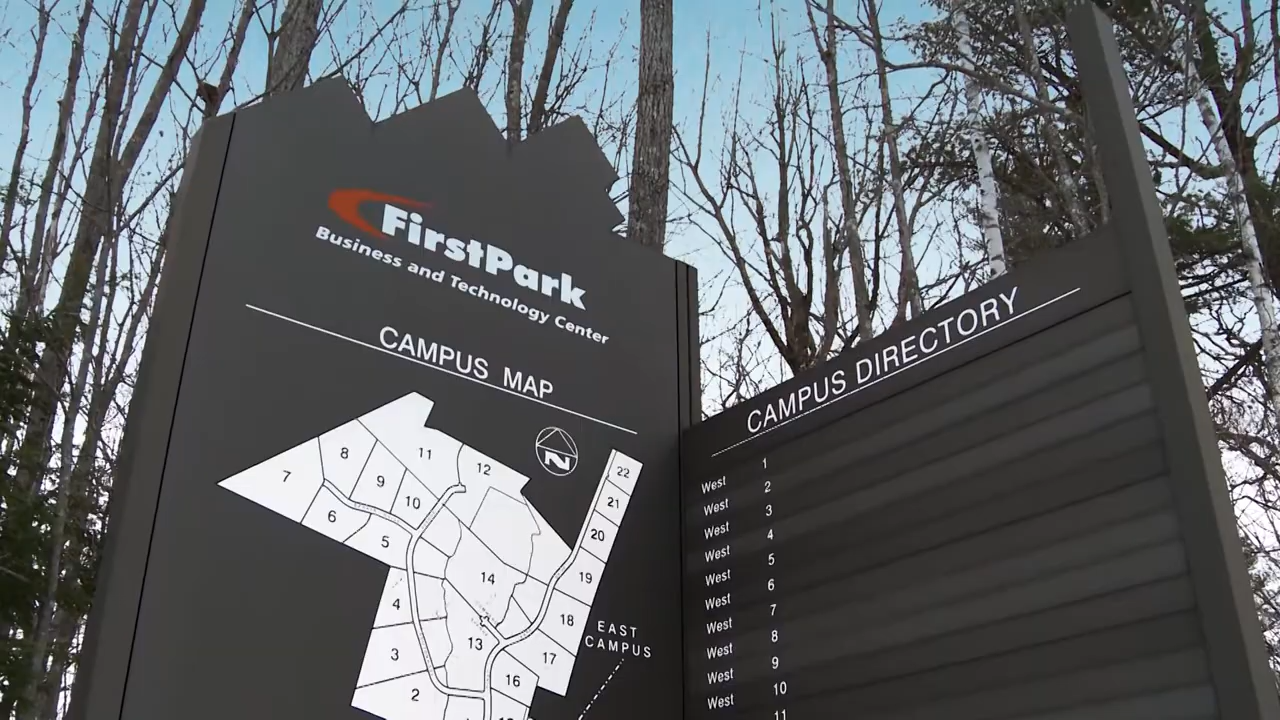 FirstPark
Business and Technology Center
CAMPUS MAP
N
7
8
9
10
11
12
6
5
4
3
2
14
13
16
17
18
19
20
21
22
EAST
CAMPUS
CAMPUS DIRECTORY
West 1
West 2
West 3
West 4
West 5
West 6
West 7
West 8
West 9
West 10
11